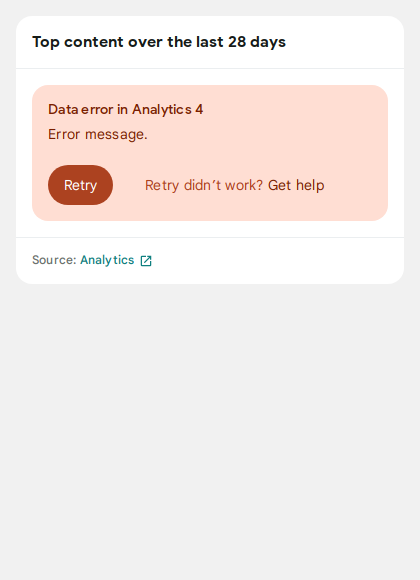 Top content over the last 28 days
Data error in Analytics 4
Error message.
Retry
Retry didn’t work? Get help
Source: Analytics